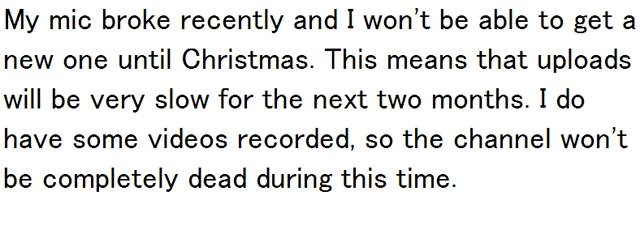 My mic broke recently and I won't be able to get a
new one until Christmas. This means that uploads
will be very slow for the next two months. I do
have some videos recorded, so the channel won't
be completely dead during this time.